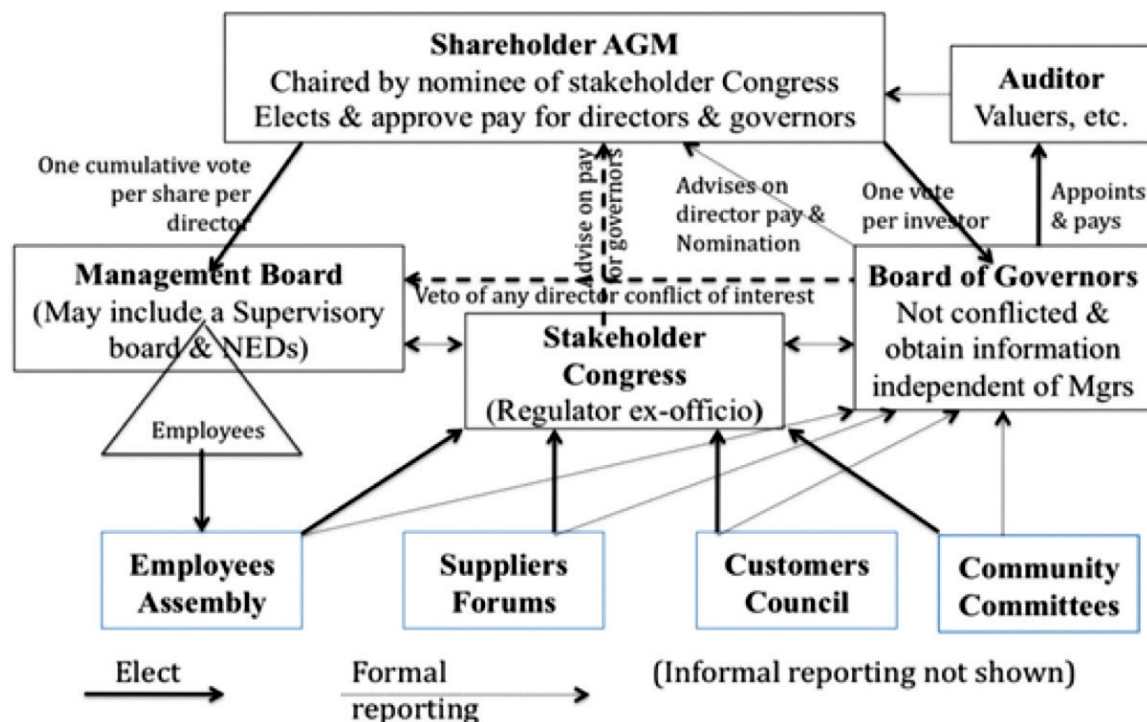 Shareholder AGM
Chaired by nominee of stakeholder Congress
Elects & approve pay for directors & governors
Auditor
Valuers, etc.
One cumulative vote
per share per
director
Advise on pay
for governors
Advises on
director pay &
Nomination
One vote
per investor
Appoints
& pays
Management Board
(May include a Supervisory
board & NEDs)
Veto of any director conflict of interest
Board of Governors
Not conflicted &
obtain information
independent of Mgrs
Stakeholder
Congress
(Regulator ex-officio)
Employees
Employees
Assembly
Suppliers
Forums
Customers
Council
Community
Committees
Elect
Formal
reporting
(Informal reporting not shown)